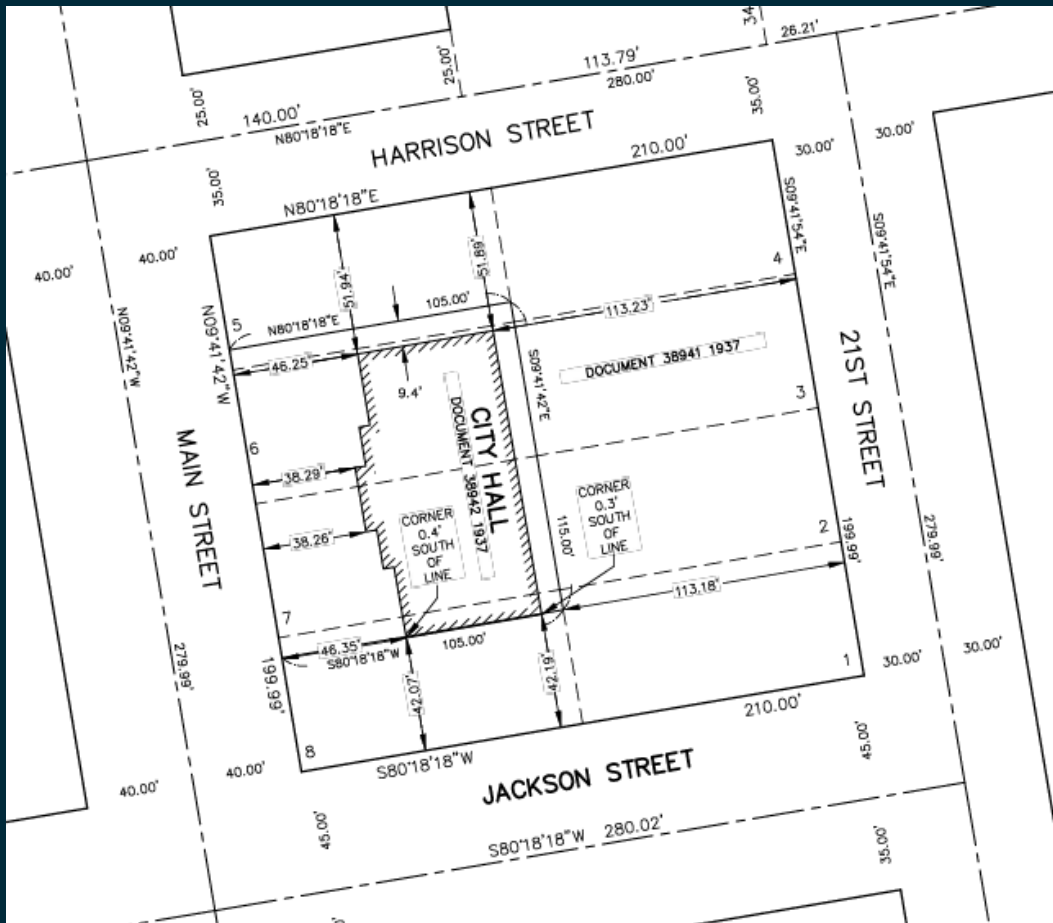 34
26.21'
113.79'
280.00'
25.00'
25.00'
35.00'
140.00'
N80°18'18"E
HARRISON STREET
210.00'
30.00'
30.00'
35.00'
N80°18'18"E
S09°41'54"E
S09°41'54"E
40.00'
40.00'
51.94'
51.89'
4
5
N80°18'18"E
105.00'
113.23'
N09°41'42"W
N09°41'42"W
46.25'
9.4'
S09°41'42"E
DOCUMENT 38941 1937
21ST STREET
3
CITY HALL
DOCUMENT 38942 1937
6
38.29'
MAIN STREET
38.26'
CORNER
0.4'
SOUTH
OF
LINE
CORNER
0.3'
SOUTH
OF
LINE
115.00'
2
199.99'
279.99'
113.18'
7
46.35'
S80°18'18"W
105.00'
279.99'
199.99'
42.07'
42.19'
1
30.00'
30.00'
210.00'
8
40.00'
40.00'
S80°18'18"W
JACKSON STREET
45.00'
45.00'
S80°18'18"W 280.02'
35.00'